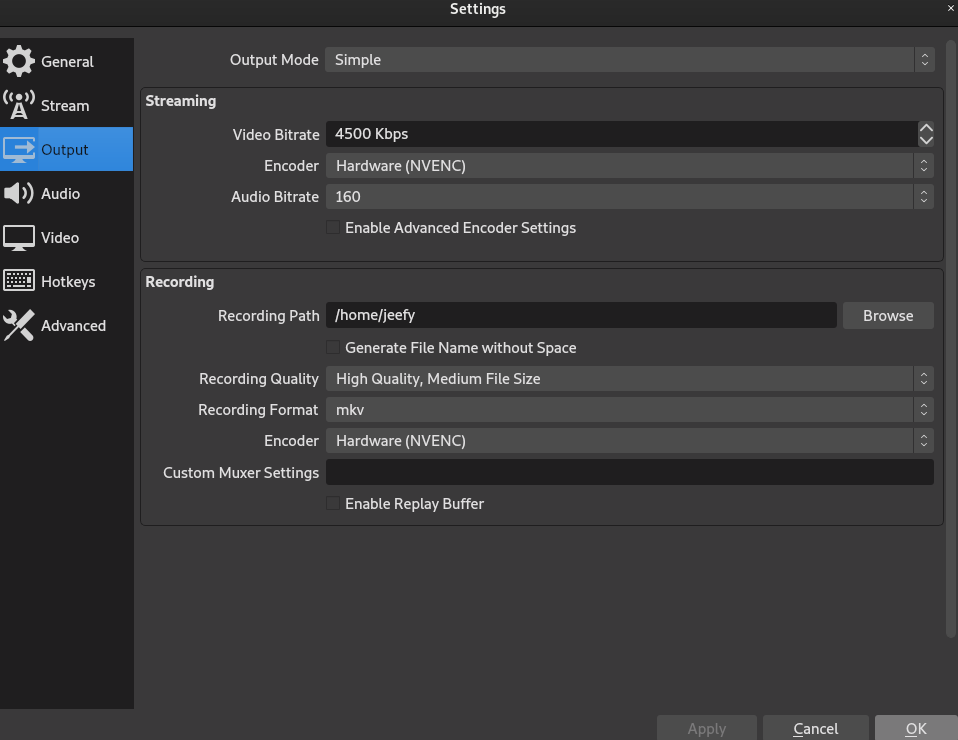 Settings
General
Stream
Output
Audio
Video
Hotkeys
Advanced
Output Mode Simple
Streaming
Video Bitrate 4500 Kbps
Encoder Hardware (NVENC)
Audio Bitrate 160
Enable Advanced Encoder Settings
Recording
Recording Path /home/jeefy Browse
Generate File Name without Space
Recording Quality High Quality, Medium File Size
Recording Format mkv
Encoder Hardware (NVENC)
Custom Muxer Settings
Enable Replay Buffer
Apply Cancel OK